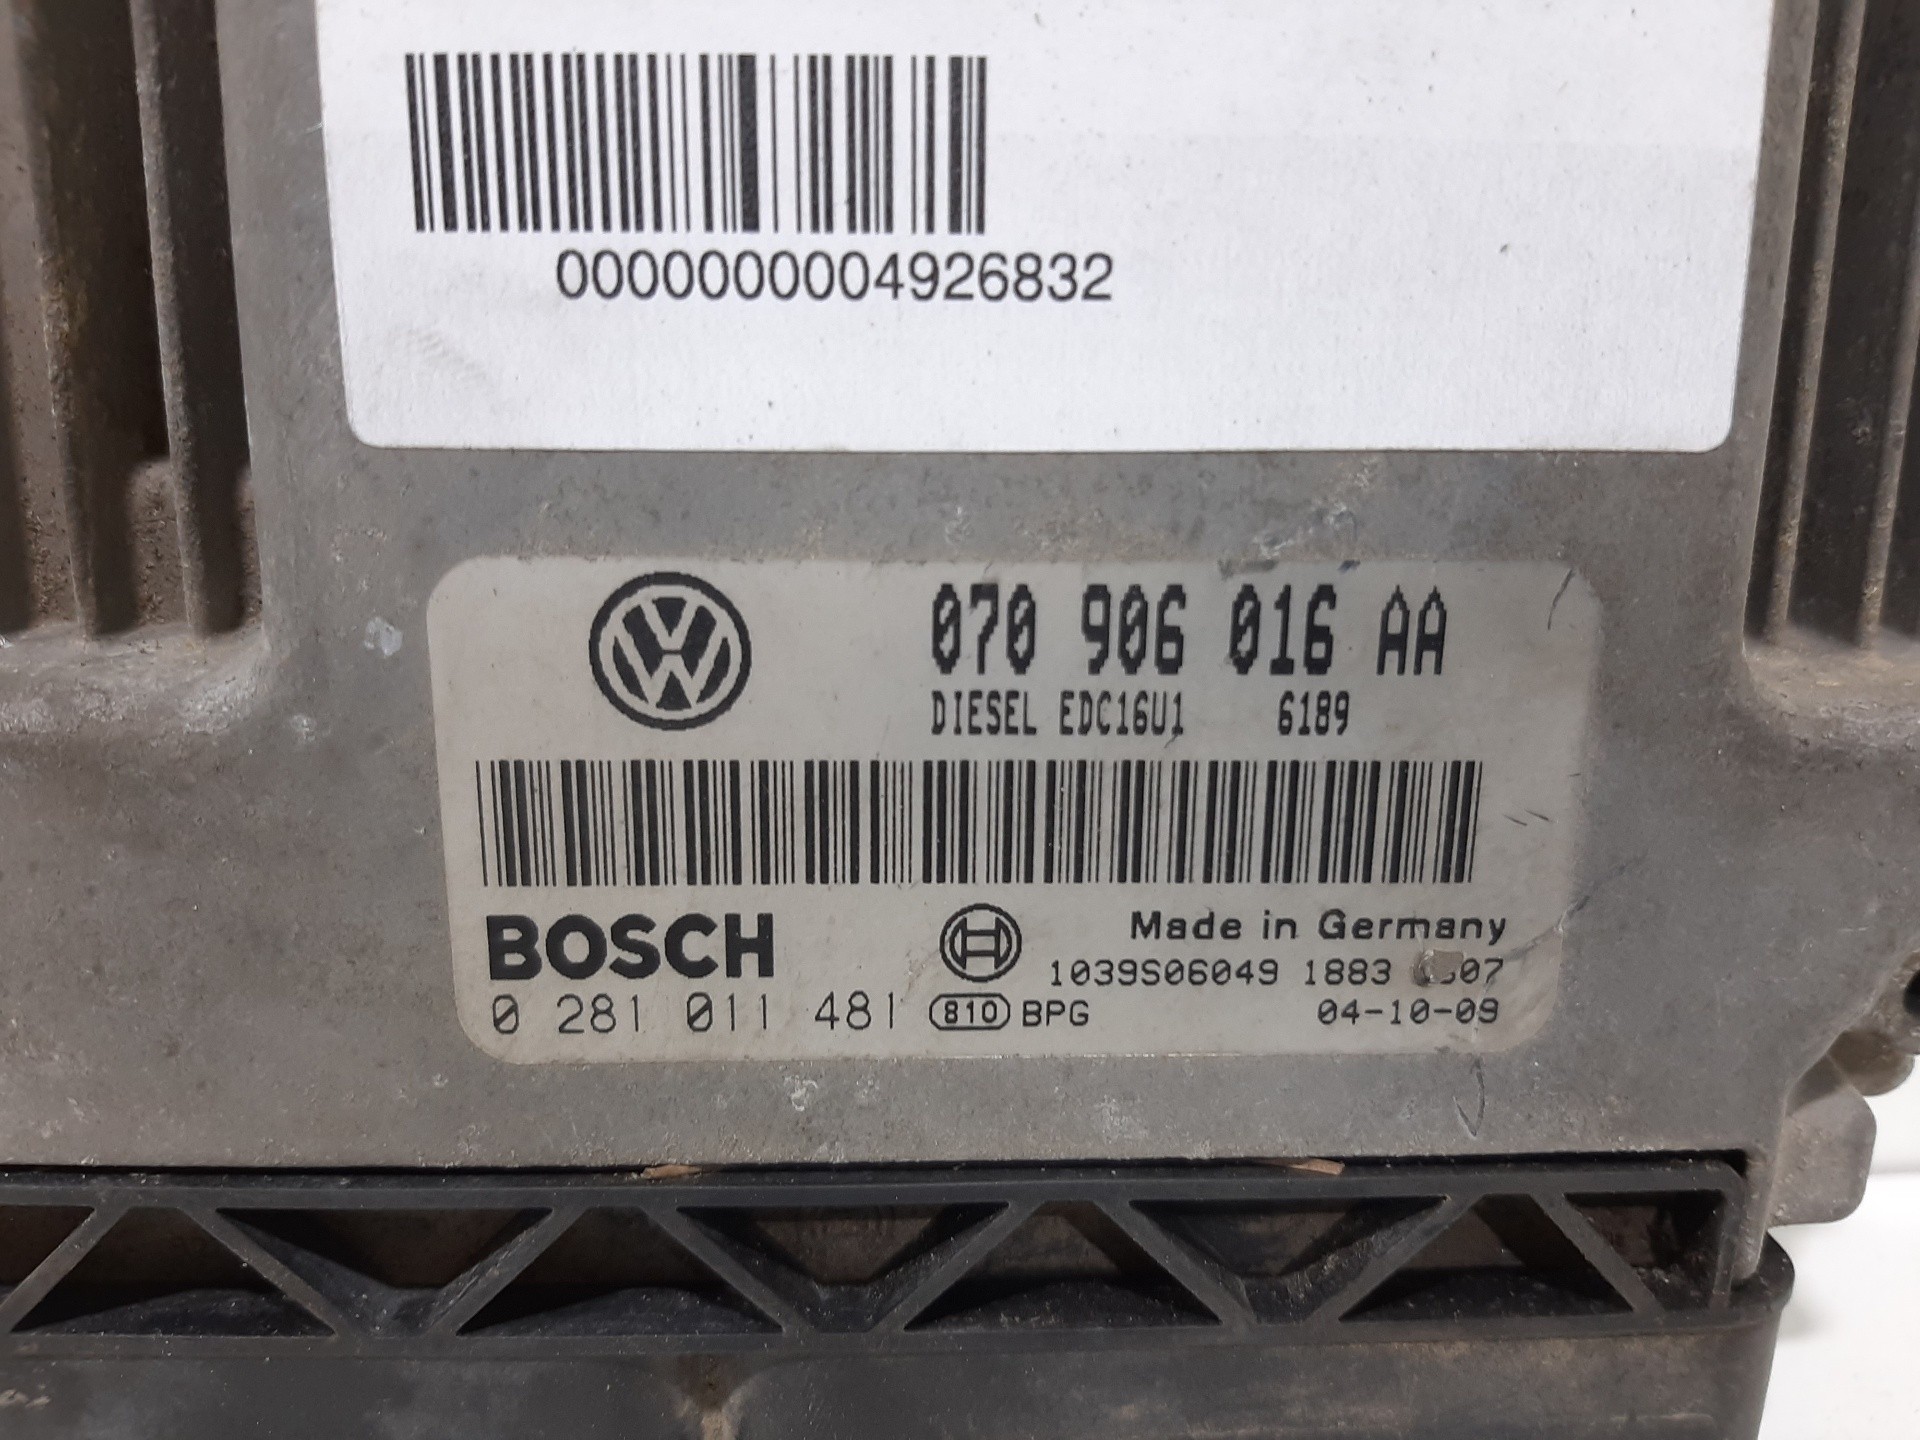 0000000004926832
VW
070 906 016 AA
DIESEL EDC16U1 6189
BOSCH
Made in Germany
1039S06049 1883
0 281 011 481 810 BPG 04-10-09